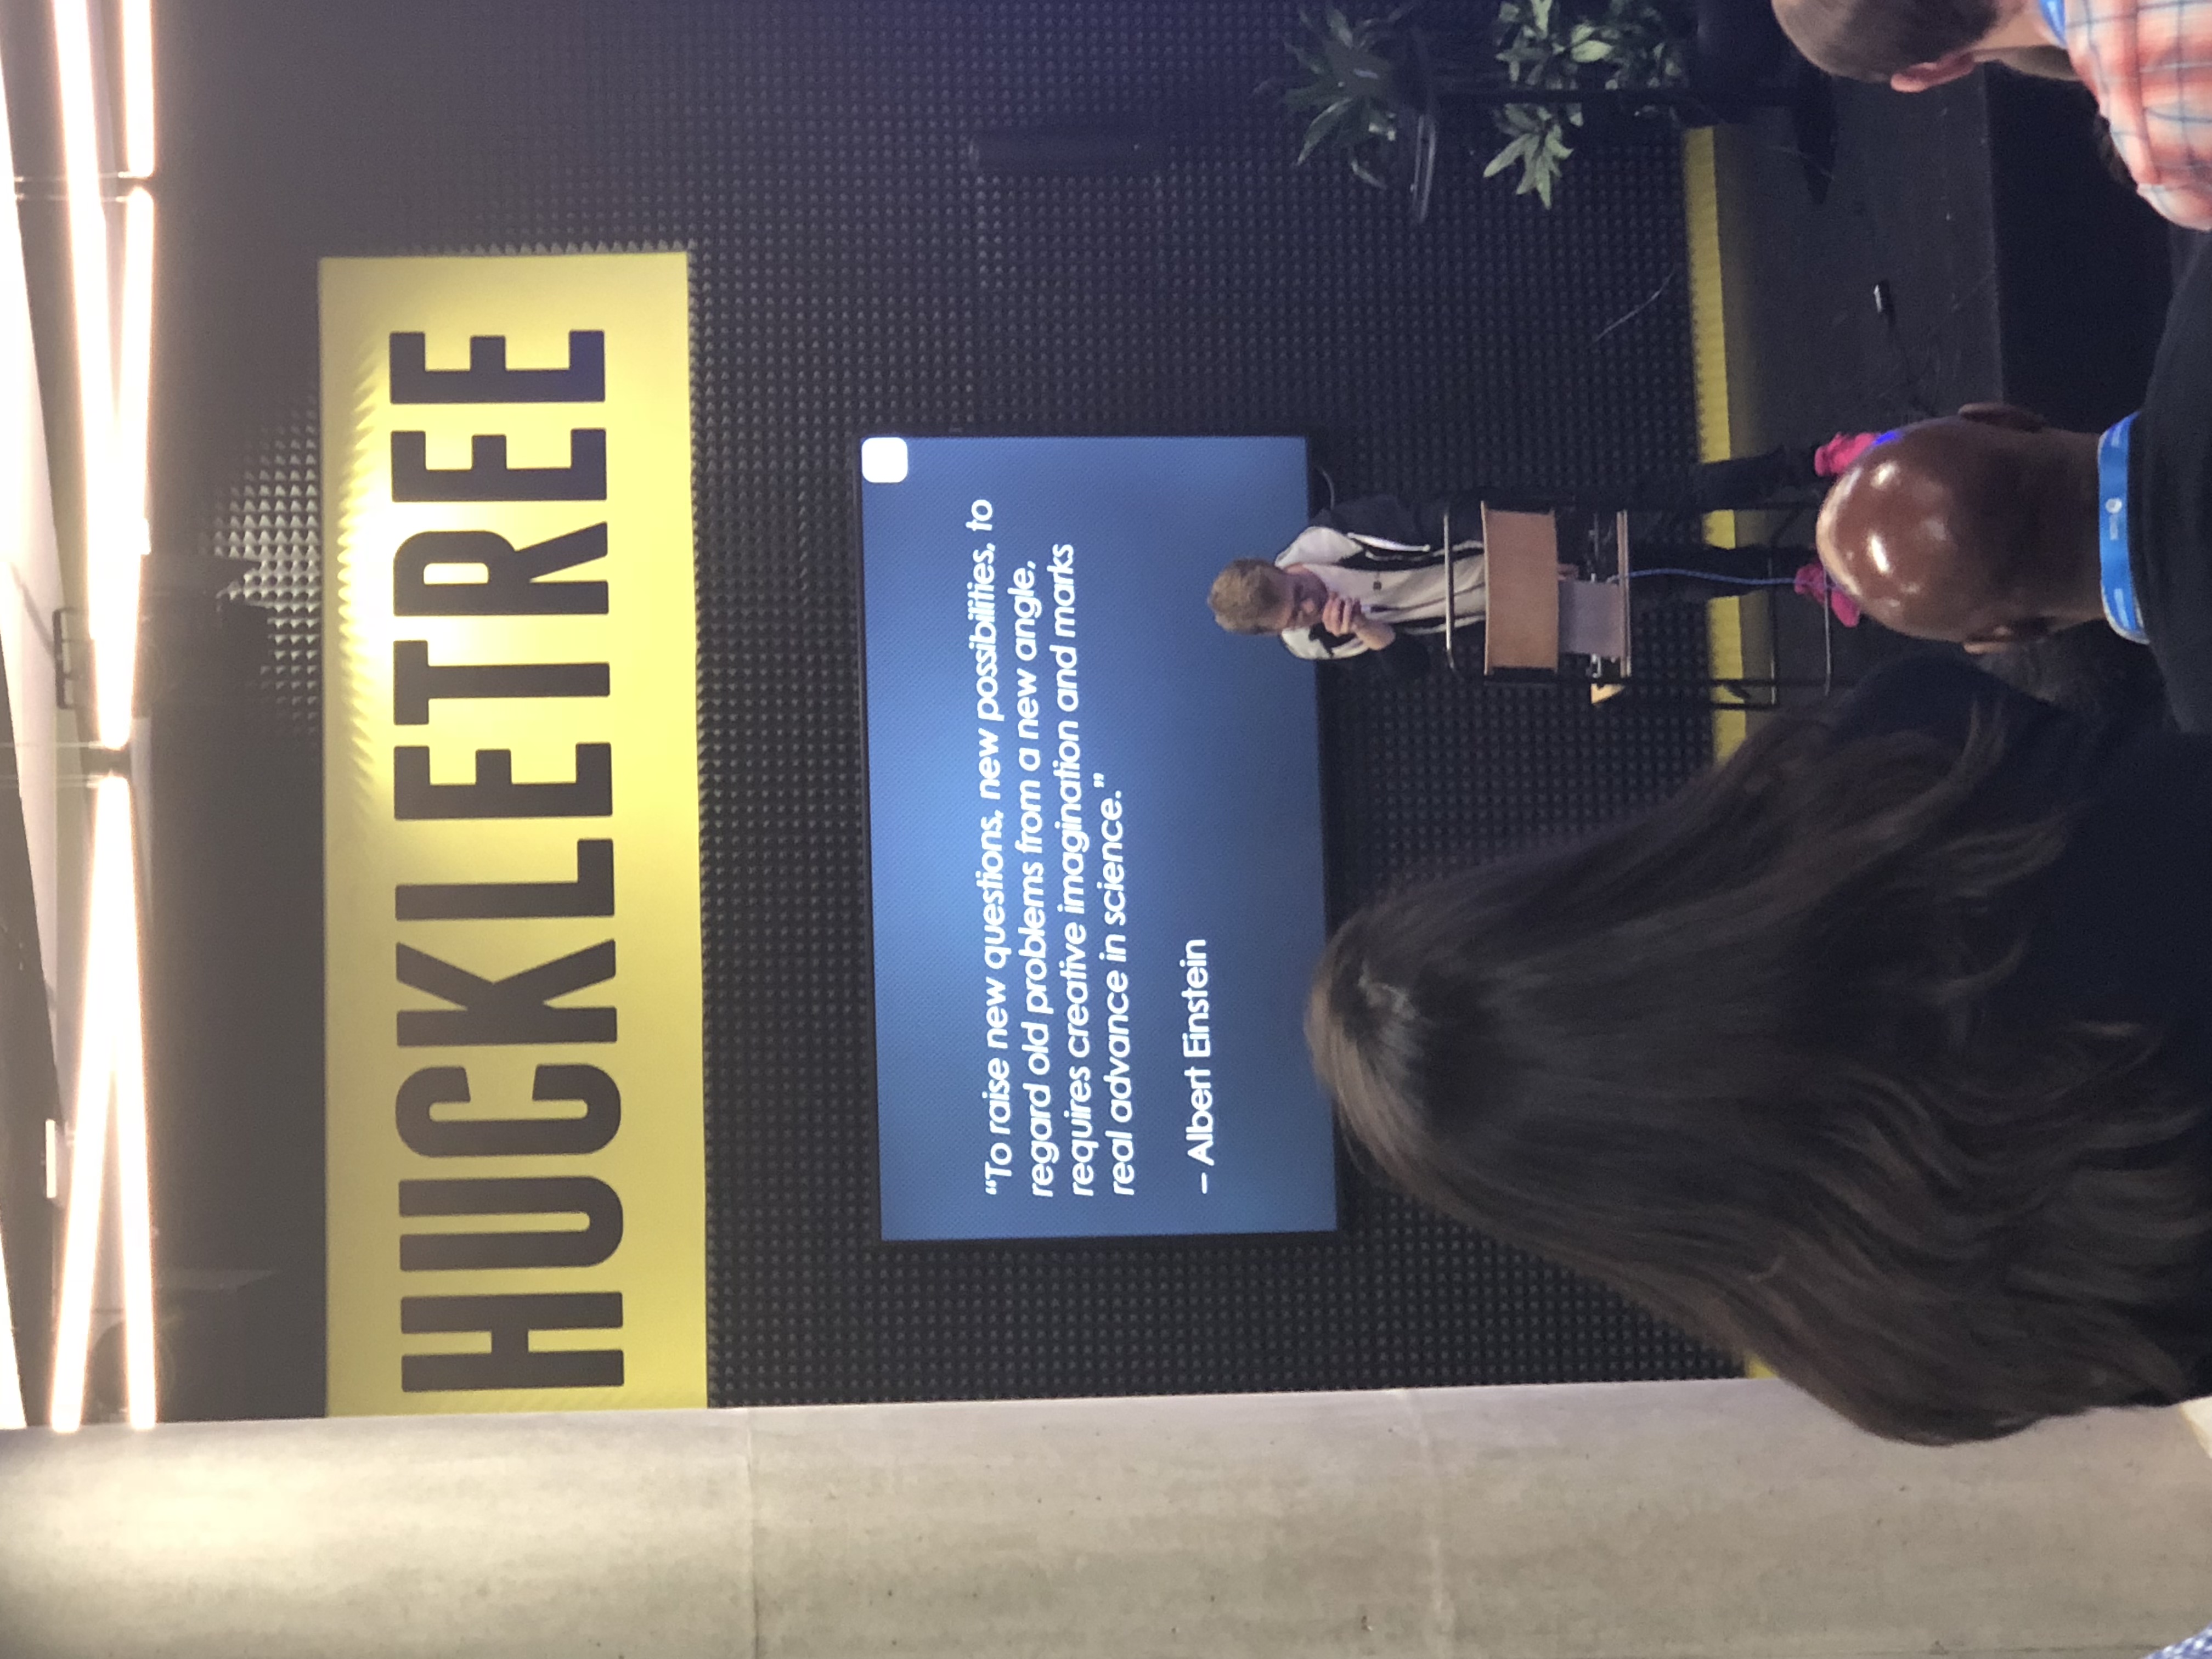 HUCKLETREE
“To raise new questions, new possibilities, to
regard old problems from a new angle,
requires creative imagination and marks
real advance in science.”
– Albert Einstein